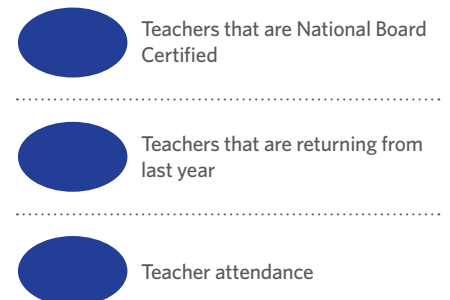 Teachers that are National Board
Certified
Teachers that are returning from
last year
Teacher attendance